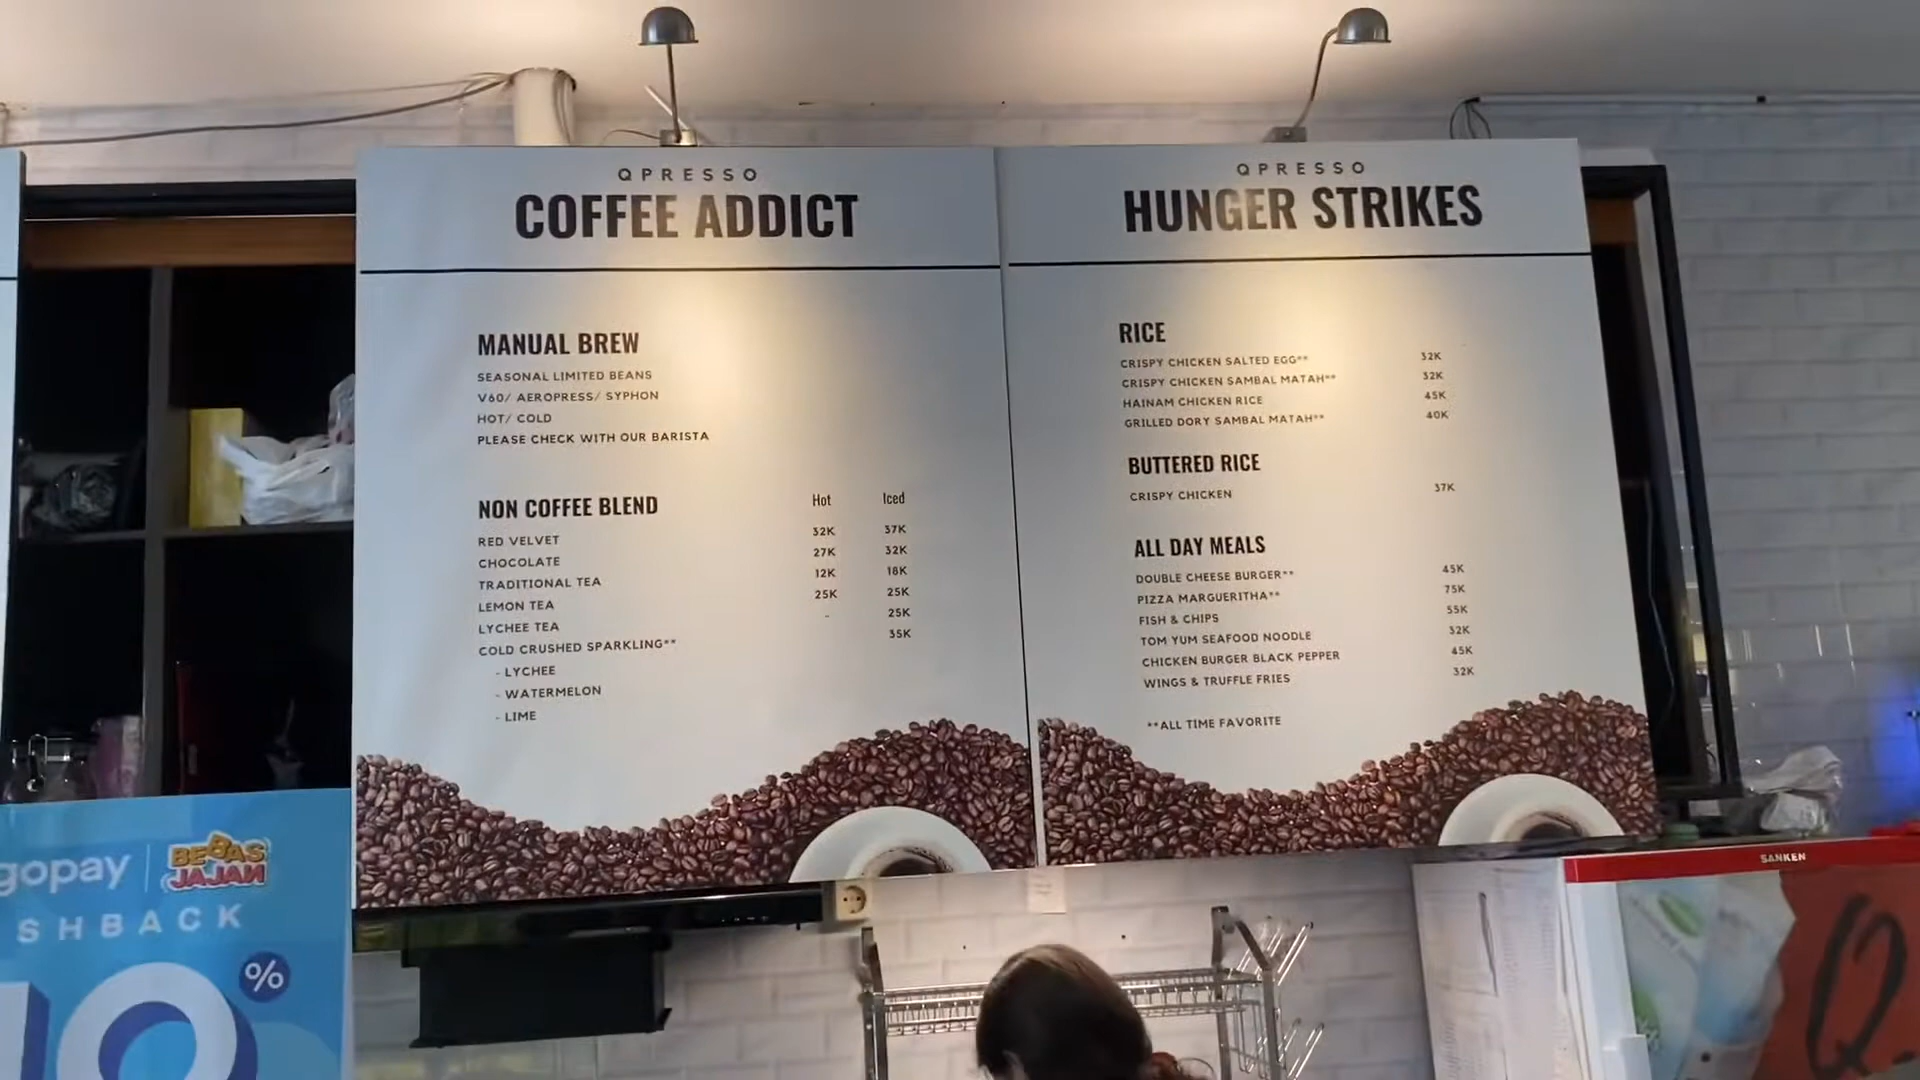 QPRESSO
COFFEE ADDICT
MANUAL BREW
SEASONAL LIMITED BEANS
V60/ AEROPRESS/ SYPHON
HOT/ COLD
PLEASE CHECK WITH OUR BARISTA
NON COFFEE BLEND Hot Iced
RED VELVET 32K 37K
CHOCOLATE 27K 32K
TRADITIONAL TEA 12K 18K
LEMON TEA 25K 25K
LYCHEE TEA - 25K
COLD CRUSHED SPARKLING** 35K
- LYCHEE
- WATERMELON
- LIME
QPRESSO
HUNGER STRIKES
RICE
CRISPY CHICKEN SALTED EGG** 32K
CRISPY CHICKEN SAMBAL MATAH** 32K
HAINAM CHICKEN RICE 45K
GRILLED DORY SAMBAL MATAH** 40K
BUTTERED RICE
CRISPY CHICKEN 37K
ALL DAY MEALS
DOUBLE CHEESE BURGER** 45K
PIZZA MARGUERITHA** 75K
FISH & CHIPS 55K
TOM YUM SEAFOOD NOODLE 32K
CHICKEN BURGER BLACK PEPPER 45K
WINGS & TRUFFLE FRIES 32K
**ALL TIME FAVORITE
gopay BEBAS
JAJAN
SHBACK
10%
SANKEN
Q.